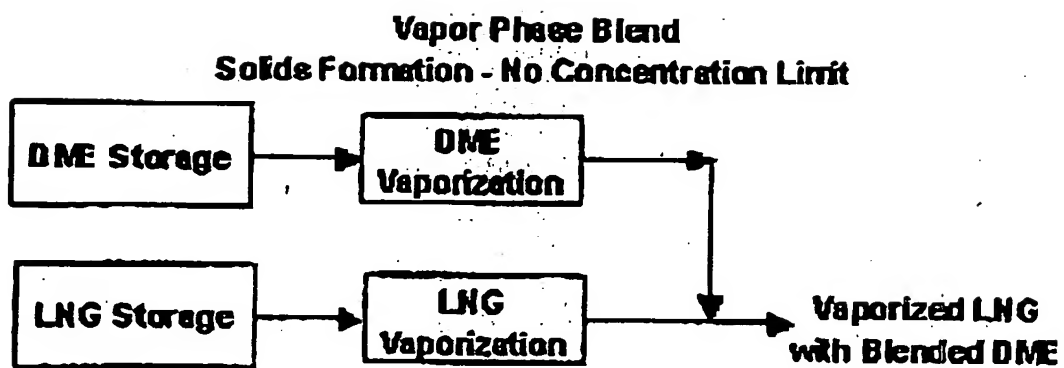 Vapor Phase Blend
Solids Formation - No Concentration Limit
DME Storage
DME
Vaporization
LNG Storage
LNG
Vaporization
Vaporized LNG
with Blended DME